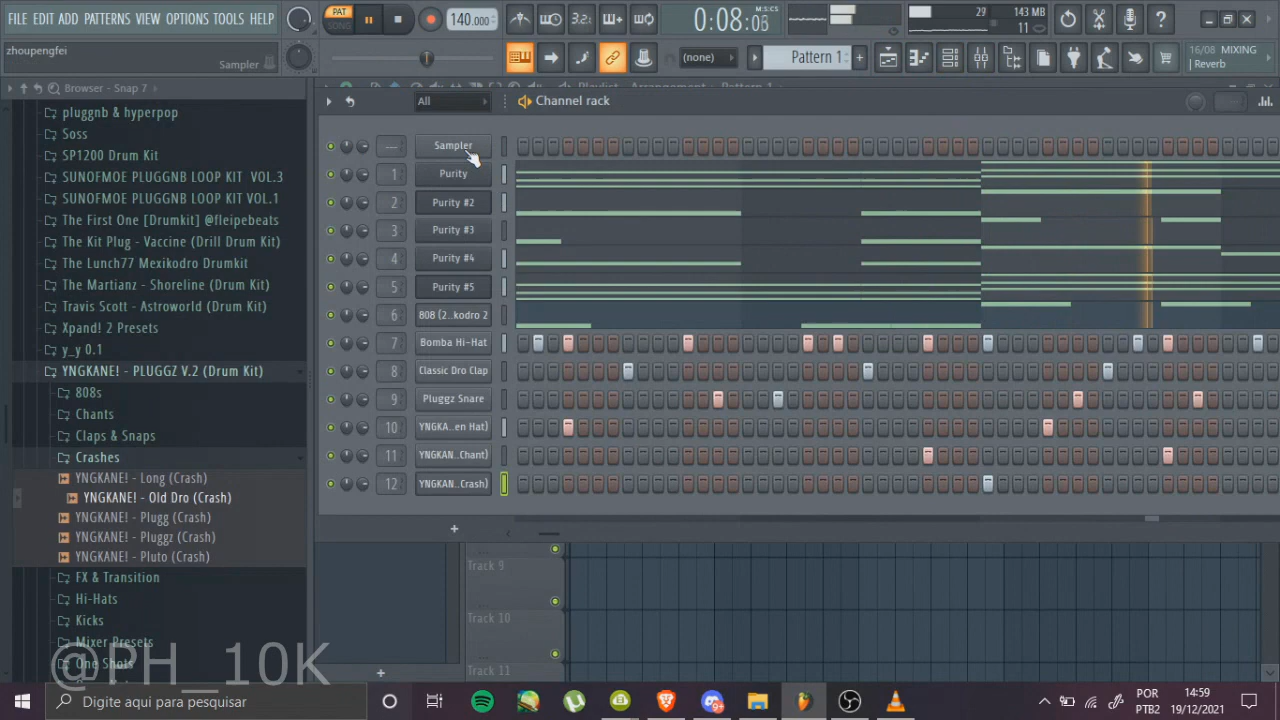 FILE EDIT ADD PATTERNS VIEW OPTIONS TOOLS HELP
PAT
SONG
140.000
3.2.
0:08:08
M:S:CS
29
143 MB
11
zhoupengfei
Sampler
(none)
Pattern 1
16/08 MIXING
| Reverb
Browser - Snap 7
Playlist - Arrangement - Pattern 1
All
Channel rack
pluggnb & hyperpop
Soss
SP1200 Drum Kit
SUNOFMOE PLUGGNB LOOP KIT VOL.3
SUNOFMOE PLUGGNB LOOP KIT VOL.1
The First One [Drumkit] @fleipebeats
The Kit Plug - Vaccine (Drill Drum Kit)
The Lunch77 Mexikodro Drumkit
The Martianz - Shoreline (Drum Kit)
Travis Scott - Astroworld (Drum Kit)
Xpand! 2 Presets
y_y 0.1
YNGKANE! - PLUGGZ V.2 (Drum Kit)
808s
Chants
Claps & Snaps
Crashes
YNGKANE! - Long (Crash)
YNGKANE! - Old Dro (Crash)
YNGKANE! - Plugg (Crash)
YNGKANE! - Pluggz (Crash)
YNGKANE! - Pluto (Crash)
FX & Transition
Hi-Hats
Kicks
Mixer Presets
One Shots
--- Sampler
1 Purity
2 Purity #2
3 Purity #3
4 Purity #4
5 Purity #5
6 808 (2..kodro 2
7 Bomba Hi-Hat
8 Classic Dro Clap
9 Pluggz Snare
10 YNGKA..en Hat)
11 YNGKAN..Chant)
12 YNGKAN..Crash)
Track 9
Track 10
Track 11
@PH_10K
Digite aqui para pesquisar
POR
PTB2
14:59
19/12/2021